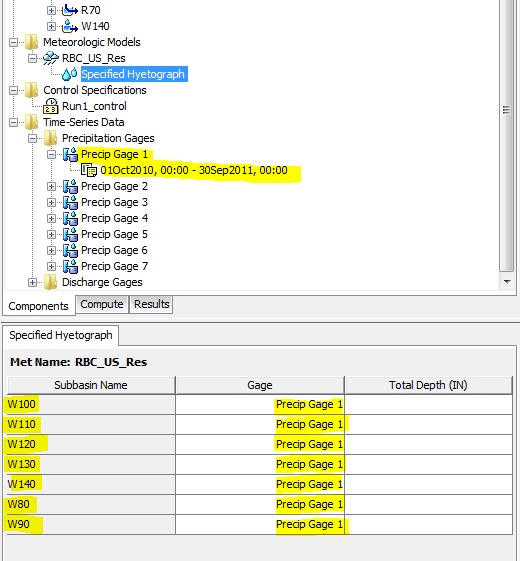 R70
W140
Meteorologic Models
RBC_US_Res
Specified Hyetograph
Control Specifications
Run1_control
Time-Series Data
Precipitation Gages
Precip Gage 1
01Oct2010, 00:00 - 30Sep2011, 00:00
Precip Gage 2
Precip Gage 3
Precip Gage 4
Precip Gage 5
Precip Gage 6
Precip Gage 7
Discharge Gages
Components Compute Results
Specified Hyetograph
Met Name: RBC_US_Res
Subbasin Name Gage Total Depth (IN)
W100 Precip Gage 1
W110 Precip Gage 1
W120 Precip Gage 1
W130 Precip Gage 1
W140 Precip Gage 1
W80 Precip Gage 1
W90 Precip Gage 1